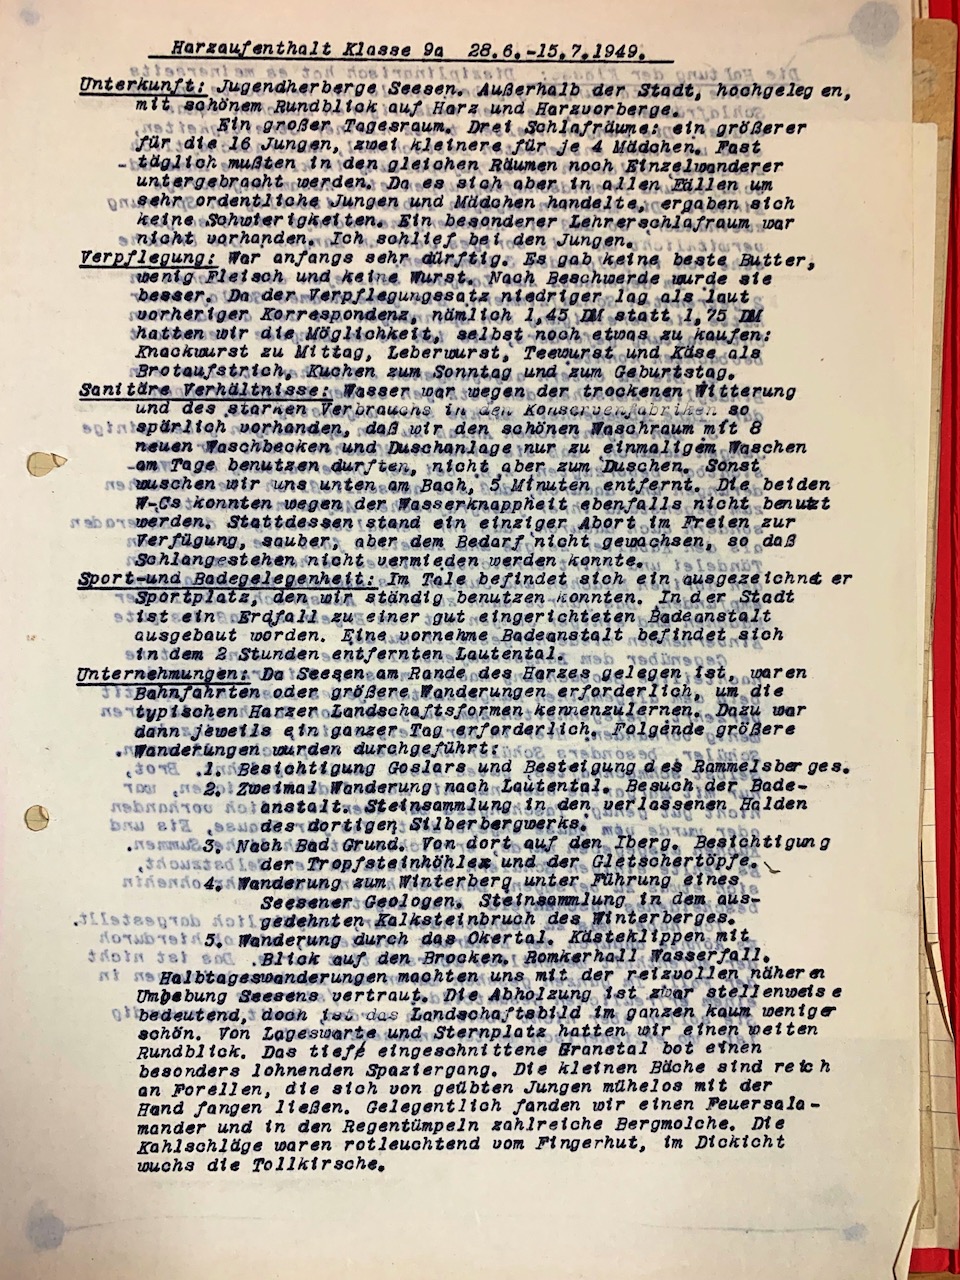 Harzaufenthalt Klasse 9a 28.6.-15.7.1949.
Unterkunft: Jugendherberge Seesen. Außerhalb der Stadt, hochgelegen,
mit schönem Rundblick auf Harz und Harzvorberge.
Ein großer Tagesraum. Drei Schlafräume: ein größerer
für die 16 Jungen, zwei kleinere für je 4 Mädchen. Fast
täglich mußten in den gleichen Räumen noch Einzelwanderer
untergebracht werden. Da es sich aber in allen Fällen um
sehr ordentliche Jungen und Mädchen handelte, ergaben sich
keine Schwierigkeiten. Ein besonderer Lehrerschlafraum war
nicht vorhanden. Ich schlief bei den Jungen.
Verpflegung: War anfangs sehr dürftig. Es gab keine beste Butter,
wenig Fleisch und keine Wurst. Nach Beschwerde wurde sie
besser. Da der Verpflegungssatz niedriger lag als laut
vorheriger Korrespondenz, nämlich 1,45 DM statt 1,75 DM
hatten wir die Möglichkeit, selbst noch etwas zu kaufen:
Knackwurst zu Mittag, Leberwurst, Teewurst und Käse als
Brotaufstrich, Kuchen zum Sonntag und zum Geburtstag.
Sanitäre Verhältnisse: Wasser war wegen der trockenen Witterung
und des starken Verbrauchs in den Konservenfabriken so
spärlich vorhanden, daß wir den schönen Waschraum mit 8
neuen Waschbecken und Duschanlage nur zu einmaligem Waschen
am Tage benutzen durften, nicht aber zum Duschen. Sonst
wuschen wir uns unten am Bach, 5 Minuten entfernt. Die beiden
W-Cs konnten wegen der Wasserknappheit ebenfalls nicht benutzt
werden. Stattdessen stand ein einziger Abort im Freien zur
Verfügung, sauber, aber dem Bedarf nicht gewachsen, so daß
Schlangestehen nicht vermieden werden konnte.
Sport-und Badegelegenheit: Im Tale befindet sich ein ausgezeichneter
Sportplatz, den wir ständig benutzen konnten. In der Stadt
ist ein Erdfall zu einer gut eingerichteten Badeanstalt
ausgebaut worden. Eine vornehme Badeanstalt befindet sich
in dem 2 Stunden entfernten Lautental.
Unternehmungen: Da Seesen am Rande des Harzes gelegen ist, waren
Bahnfahrten oder größere Wanderungen erforderlich, um die
typischen Harzer Landschaftsformen kennenzulernen. Dazu war
dann jeweils ein ganzer Tag erforderlich. Folgende größere
Wanderungen wurden durchgeführt:
1. Besichtigung Goslars und Besteigung des Rammelsberges.
2. Zweimal Wanderung nach Lautental. Besuch der Bade-
anstalt. Steinsammlung in den verlassenen Halden
des dortigen Silberbergwerks.
3. Nach Bad Grund. Von dort auf den Iberg. Besichtigung
der Tropfsteinhöhle und der Gletschertöpfe.
4. Wanderung zum Winterberg unter Führung eines
Seesener Geologen. Steinsammlung in dem aus-
gedehnten Kalksteinbruch des Winterberges.
5. Wanderung durch das Okertal. Kästeklippen mit
Blick auf den Brocken. Romkerhall Wasserfall.
Halbtageswanderungen machten uns mit der reizvollen näheren
Umgebung Seesens vertraut. Die Abholzung ist zwar stellenweise
bedeutend, doch ist das Landschaftsbild im ganzen kaum weniger
schön. Von Lageswarte und Sternplatz hatten wir einen weiten
Rundblick. Das tief eingeschnittene Granetal bot einen
besonders lohnenden Spaziergang. Die kleinen Bäche sind reich
an Forellen, die sich von geübten Jungen mühelos mit der
Hand fangen ließen. Gelegentlich fanden wir einen Feuersala-
mander und in den Regentümpeln zahlreiche Bergmolche. Die
Kahlschläge waren rotleuchtend vom Fingerhut, im Dickicht
wuchs die Tollkirsche.